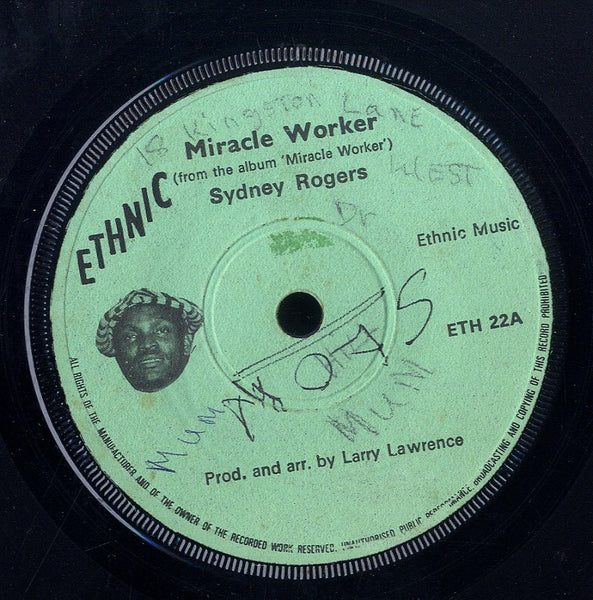 18 Kingston Lane
West
Miracle Worker
(from the album 'Miracle Worker')
Sydney Rogers
ETHNIC
Dr
Ethnic Music
ETH 22A
Mum
MUM
Prod. and arr. by Larry Lawrence
ALL RIGHTS OF THE MANUFACTURER AND OF THE OWNER OF THE RECORDED WORK RESERVED. UNAUTHORISED PUBLIC PERFORMANCE, BROADCASTING AND COPYING OF THIS RECORD PROHIBITED